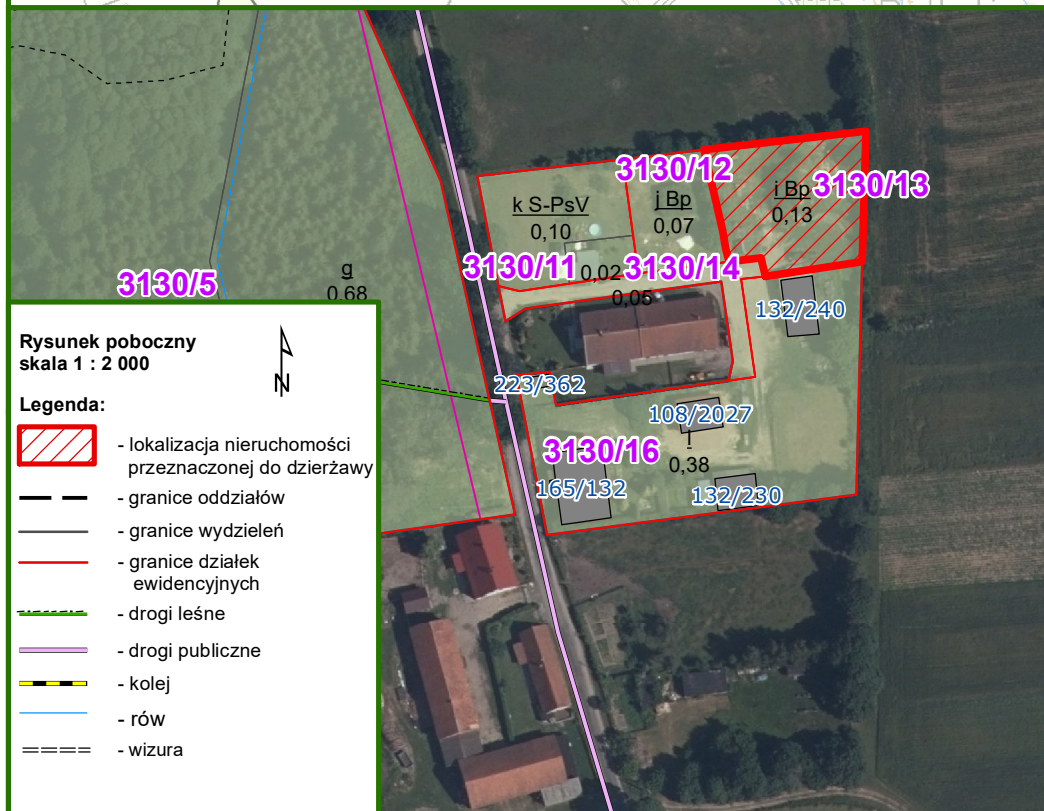 3130/12
i Bp
3130/13
0,13
k S-PsV
0,10
j Bp
0,07
3130/11
0,02
3130/14
0,05
3130/5
g
0.68
132/240
223/362
108/2027
3130/16
l
0,38
165/132
132/230
Rysunek poboczny
skala 1 : 2 000
N
Legenda:
- lokalizacja nieruchomości
przeznaczonej do dzierżawy
- granice oddziałów
- granice wydzieleń
- granice działek
ewidencyjnych
- drogi leśne
- drogi publiczne
- kolej
- rów
- wizura